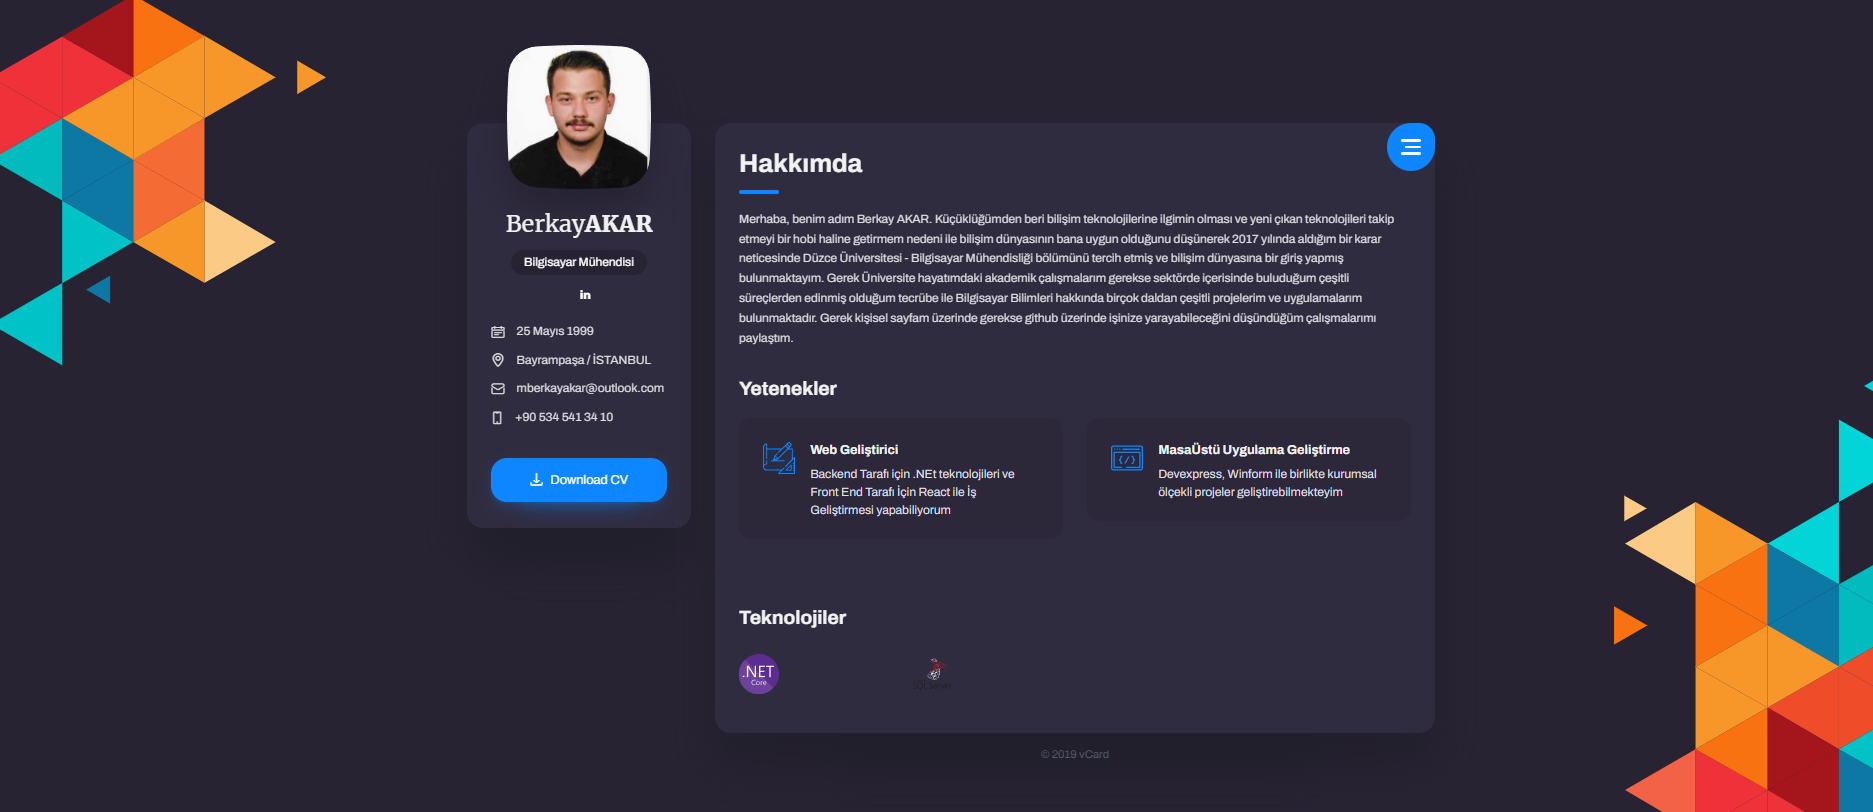 BerkayAKAR
Bilgisayar Mühendisi
in
25 Mayıs 1999
Bayrampaşa / İSTANBUL
mberkayakar@outlook.com
+90 534 541 34 10
Download CV
Hakkımda
Merhaba, benim adım Berkay AKAR. Küçüklüğümden beri bilişim teknolojilerine ilgimin olması ve yeni çıkan teknolojileri takip
etmeyi bir hobi haline getirmem nedeni ile bilişim dünyasının bana uygun olduğunu düşünerek 2017 yılında aldığım bir karar
neticesinde Düzce Üniversitesi - Bilgisayar Mühendisliği bölümünü tercih etmiş ve bilişim dünyasına bir giriş yapmış
bulunmaktayım. Gerek Üniversite hayatımdaki akademik çalışmalarım gerekse sektörde içerisinde buluduğum çeşitli
süreçlerden edinmiş olduğum tecrübe ile Bilgisayar Bilimleri hakkında birçok daldan çeşitli projelerim ve uygulamalarım
bulunmaktadır. Gerek kişisel sayfam üzerinde gerekse github üzerinde işinize yarayabileceğini düşündüğüm çalışmalarımı
paylaştım.
Yetenekler
Web Geliştirici
Backend Tarafı için .NEt teknolojileri ve
Front End Tarafı İçin React ile İş
Geliştirmesi yapabiliyorum
MasaÜstü Uygulama Geliştirme
Devexpress, Winform ile birlikte kurumsal
ölçekli projeler geliştirebilmekteyim
Teknolojiler
.NET
Core
SQL Server
© 2019 vCard